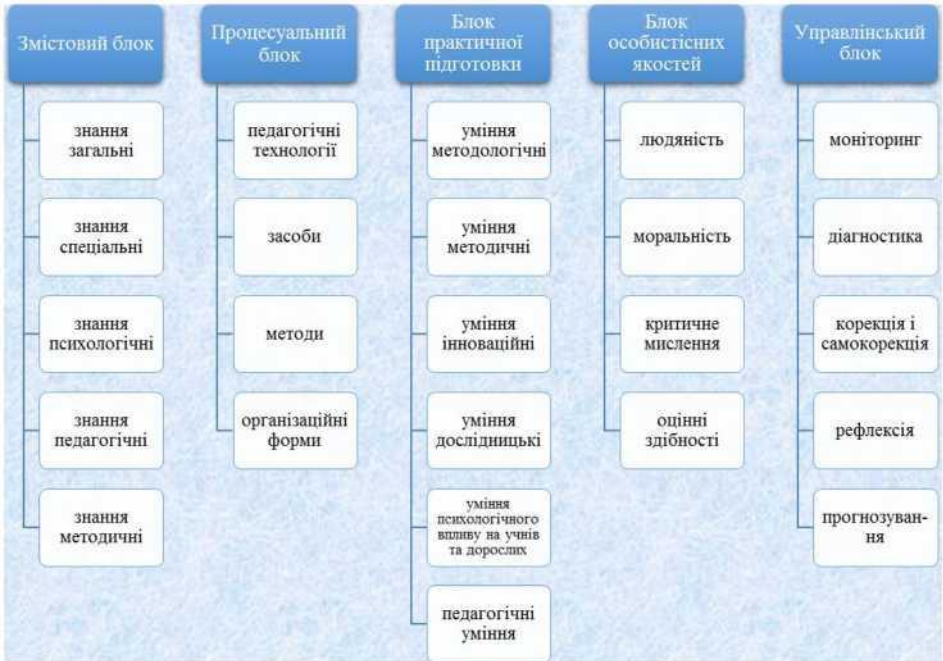 Змістовий блок
знання
загальні
знання
спеціальні
знання
психологічні
знання
педагогічні
знання
методичні
Процесуальний
блок
педагогічні
технології
засоби
методи
організаційні
форми
Блок
практичної
підготовки
уміння
методологічні
уміння
методичні
уміння
інноваційні
уміння
дослідницькі
уміння
психологічного
впливу на учнів
та дорослих
педагогічні
уміння
Блок
особистісних
якостей
людяність
моральність
критичне
мислення
оцінні
здібності
Управлінський
блок
моніторинг
діагностика
корекція і
самокорекція
рефлексія
прогнозуван-
ня